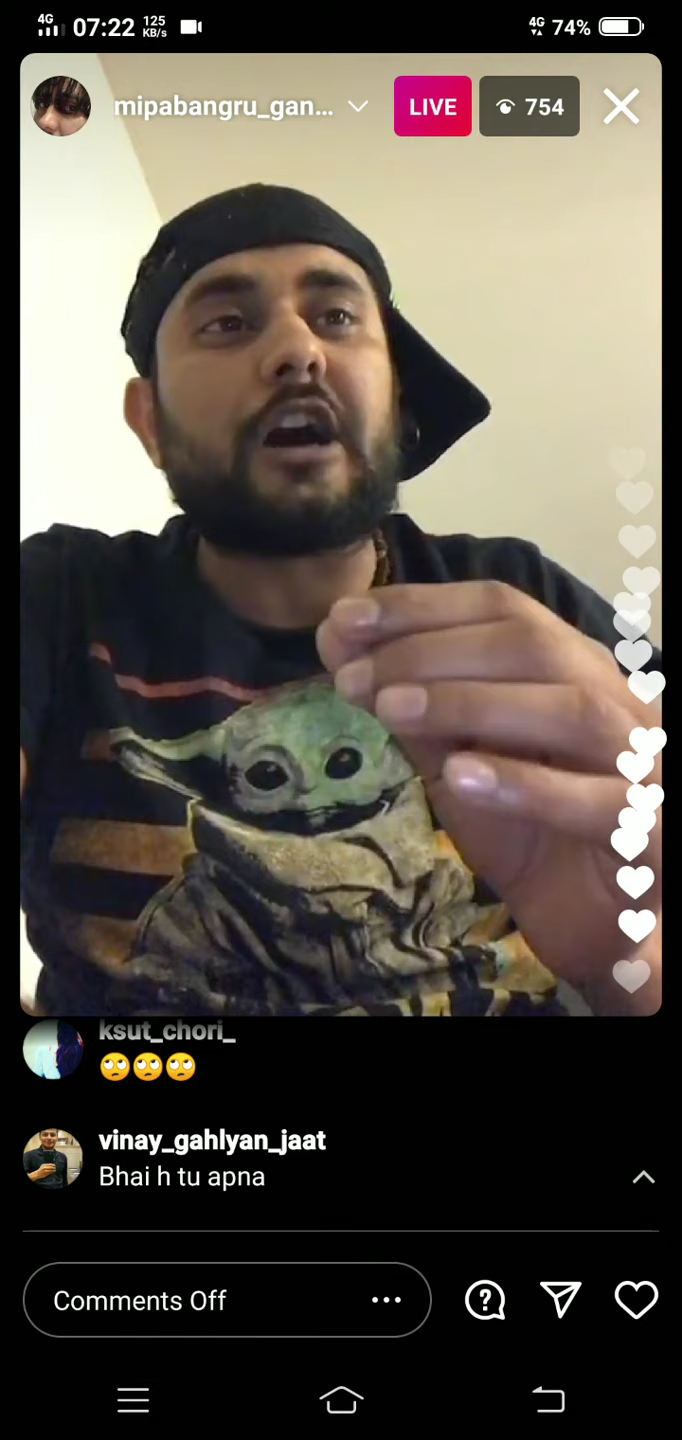 4G 07:22 125 KB/s 4G 74%
mipabangru_gan... LIVE 754
ksut_chori_
🙄🙄🙄
vinay_gahlyan_jaat
Bhai h tu apna
Comments Off